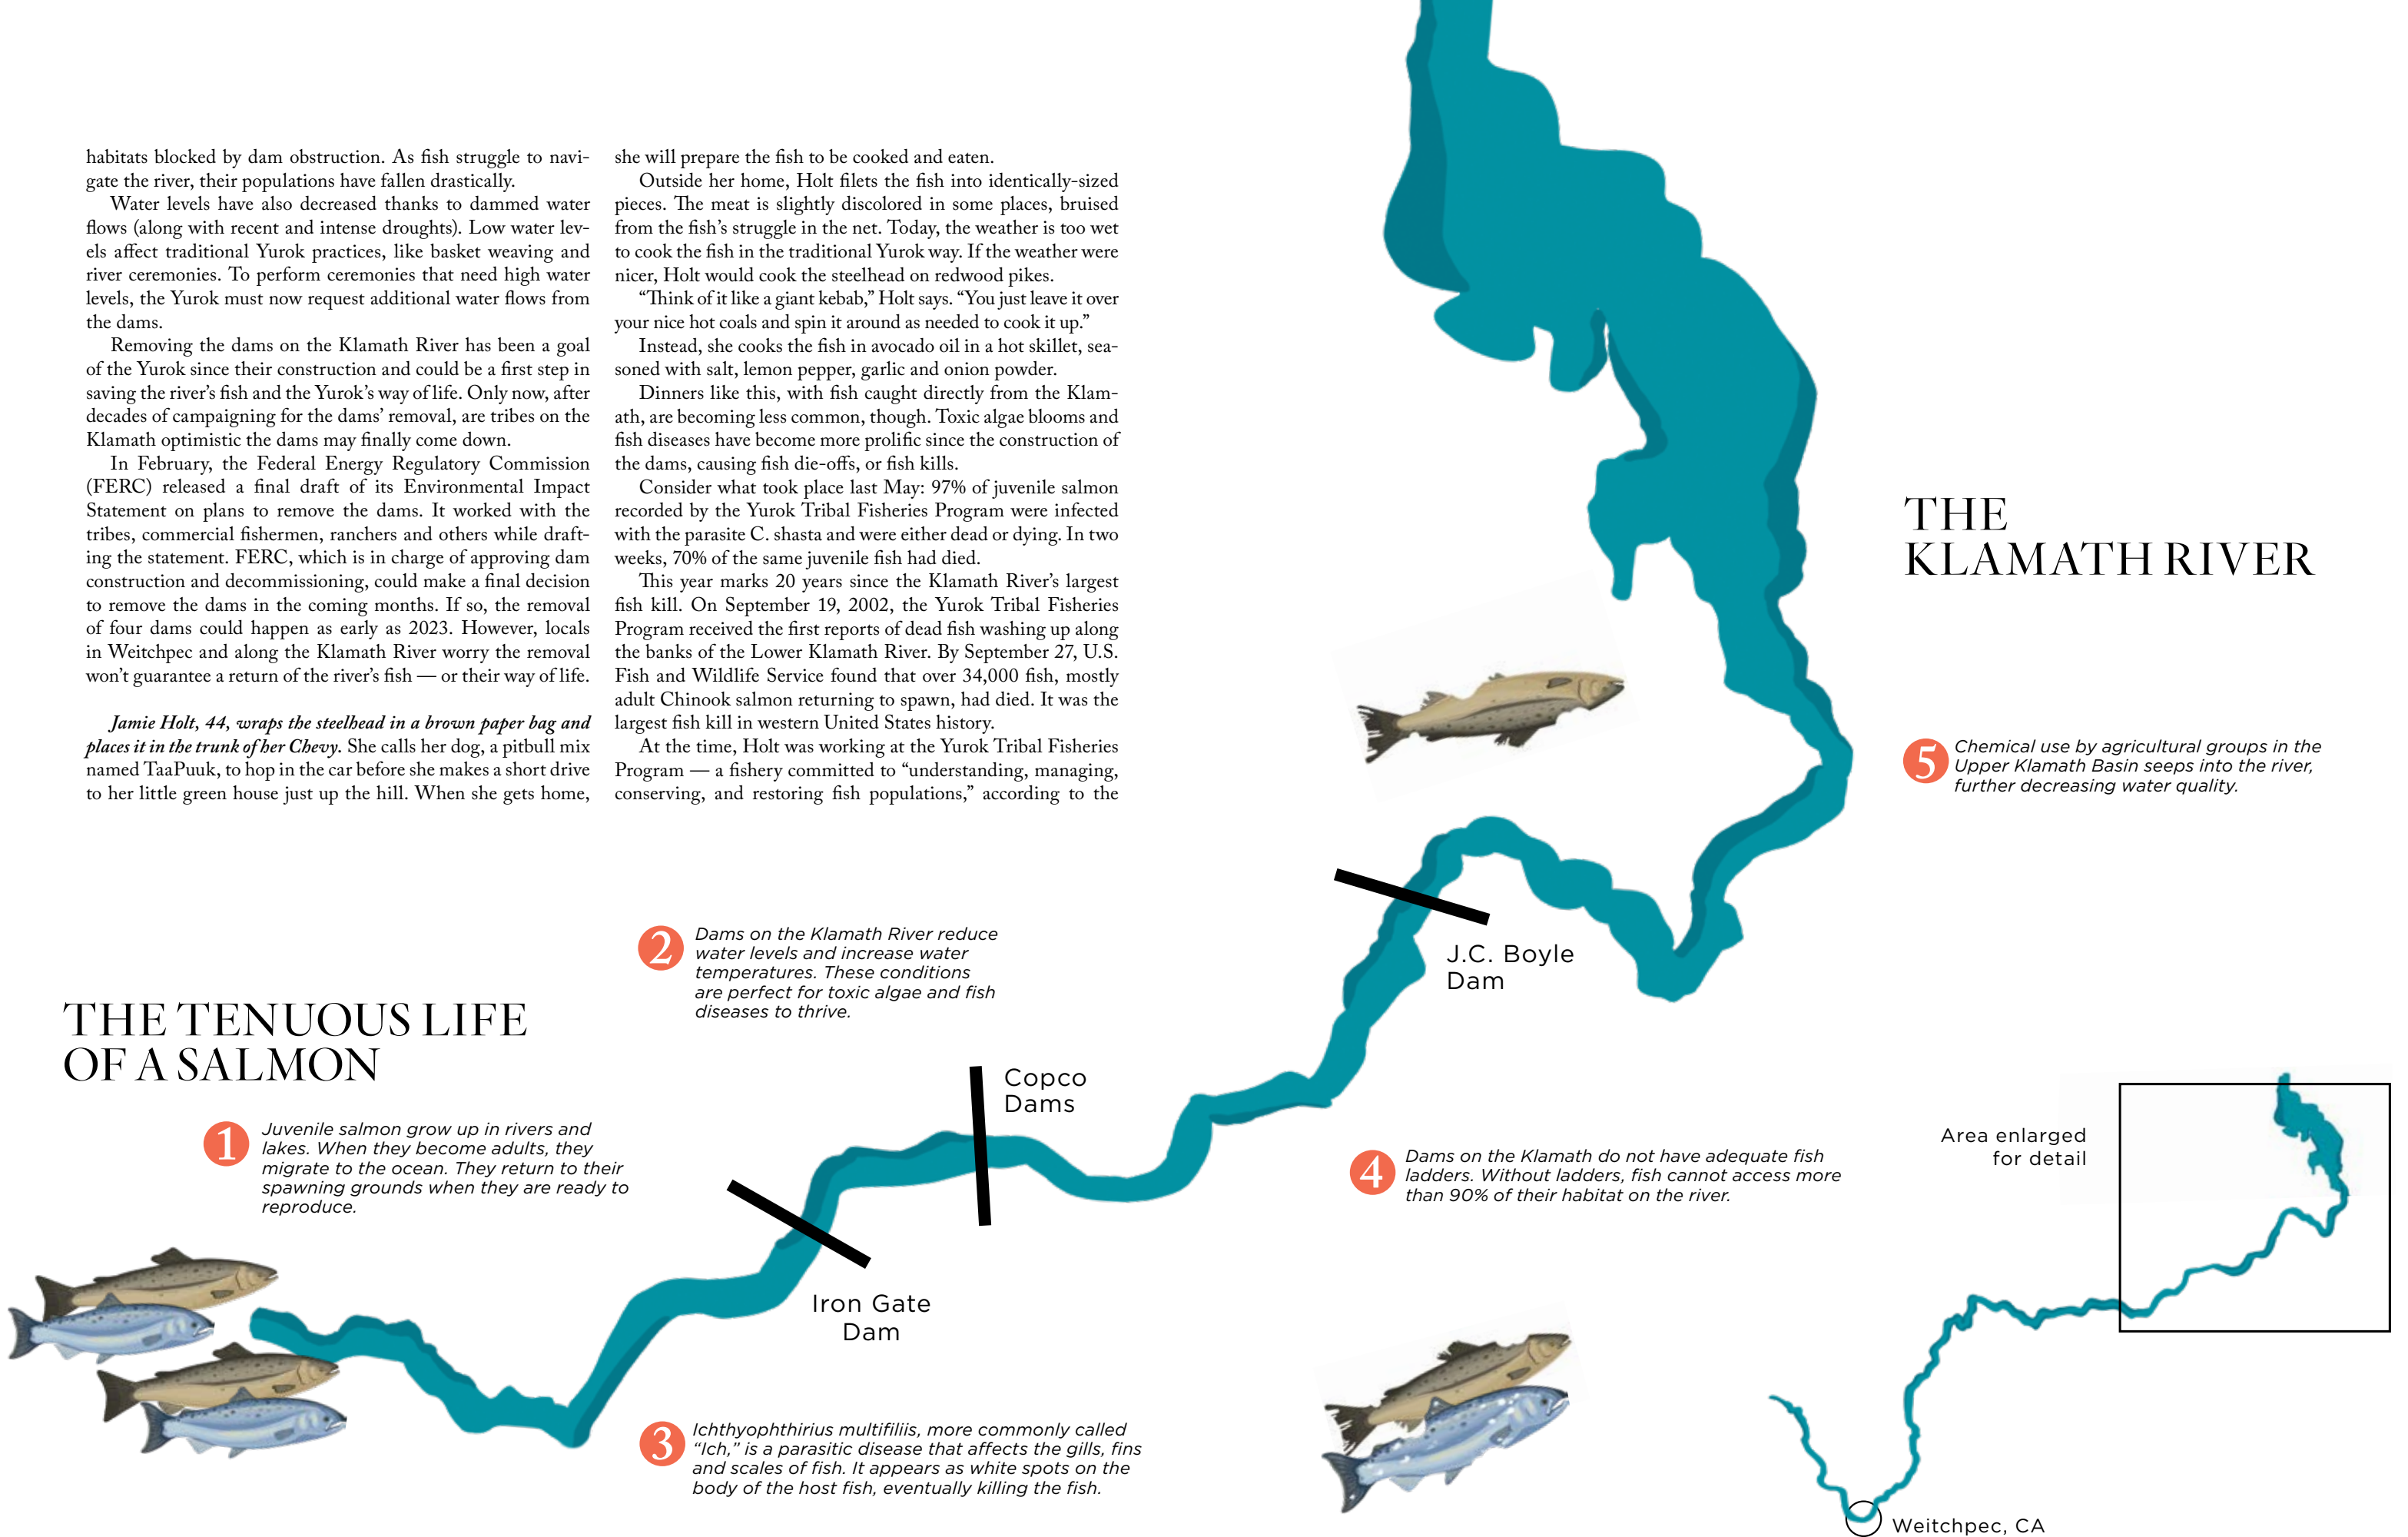 habitats blocked by dam obstruction. As fish struggle to navi-
gate the river, their populations have fallen drastically.
Water levels have also decreased thanks to dammed water
flows (along with recent and intense droughts). Low water lev-
els affect traditional Yurok practices, like basket weaving and
river ceremonies. To perform ceremonies that need high water
levels, the Yurok must now request additional water flows from
the dams.
Removing the dams on the Klamath River has been a goal
of the Yurok since their construction and could be a first step in
saving the river’s fish and the Yurok’s way of life. Only now, after
decades of campaigning for the dams’ removal, are tribes on the
Klamath optimistic the dams may finally come down.
In February, the Federal Energy Regulatory Commission
(FERC) released a final draft of its Environmental Impact
Statement on plans to remove the dams. It worked with the
tribes, commercial fishermen, ranchers and others while draft-
ing the statement. FERC, which is in charge of approving dam
construction and decommissioning, could make a final decision
to remove the dams in the coming months. If so, the removal
of four dams could happen as early as 2023. However, locals
in Weitchpec and along the Klamath River worry the removal
won’t guarantee a return of the river’s fish — or their way of life.
Jamie Holt, 44, wraps the steelhead in a brown paper bag and
places it in the trunk of her Chevy. She calls her dog, a pitbull mix
named TaaPuuk, to hop in the car before she makes a short drive
to her little green house just up the hill. When she gets home,
she will prepare the fish to be cooked and eaten.
Outside her home, Holt filets the fish into identically-sized
pieces. The meat is slightly discolored in some places, bruised
from the fish’s struggle in the net. Today, the weather is too wet
to cook the fish in the traditional Yurok way. If the weather were
nicer, Holt would cook the steelhead on redwood pikes.
“Think of it like a giant kebab,” Holt says. “You just leave it over
your nice hot coals and spin it around as needed to cook it up.”
Instead, she cooks the fish in avocado oil in a hot skillet, sea-
soned with salt, lemon pepper, garlic and onion powder.
Dinners like this, with fish caught directly from the Klam-
ath, are becoming less common, though. Toxic algae blooms and
fish diseases have become more prolific since the construction of
the dams, causing fish die-offs, or fish kills.
Consider what took place last May: 97% of juvenile salmon
recorded by the Yurok Tribal Fisheries Program were infected
with the parasite C. shasta and were either dead or dying. In two
weeks, 70% of the same juvenile fish had died.
This year marks 20 years since the Klamath River’s largest
fish kill. On September 19, 2002, the Yurok Tribal Fisheries
Program received the first reports of dead fish washing up along
the banks of the Lower Klamath River. By September 27, U.S.
Fish and Wildlife Service found that over 34,000 fish, mostly
adult Chinook salmon returning to spawn, had died. It was the
largest fish kill in western United States history.
At the time, Holt was working at the Yurok Tribal Fisheries
Program — a fishery committed to “understanding, managing,
conserving, and restoring fish populations,” according to the
THE
KLAMATH RIVER
5
Chemical use by agricultural groups in the
Upper Klamath Basin seeps into the river,
further decreasing water quality.
J.C. Boyle
Dam
2
Dams on the Klamath River reduce
water levels and increase water
temperatures. These conditions
are perfect for toxic algae and fish
diseases to thrive.
THE TENUOUS LIFE
OF A SALMON
Copco
Dams
1
Juvenile salmon grow up in rivers and
lakes. When they become adults, they
migrate to the ocean. They return to their
spawning grounds when they are ready to
reproduce.
4
Dams on the Klamath do not have adequate fish
ladders. Without ladders, fish cannot access more
than 90% of their habitat on the river.
Area enlarged
for detail
Iron Gate
Dam
3
Ichthyophthirius multifiliis, more commonly called
“Ich,” is a parasitic disease that affects the gills, fins
and scales of fish. It appears as white spots on the
body of the host fish, eventually killing the fish.
Weitchpec, CA